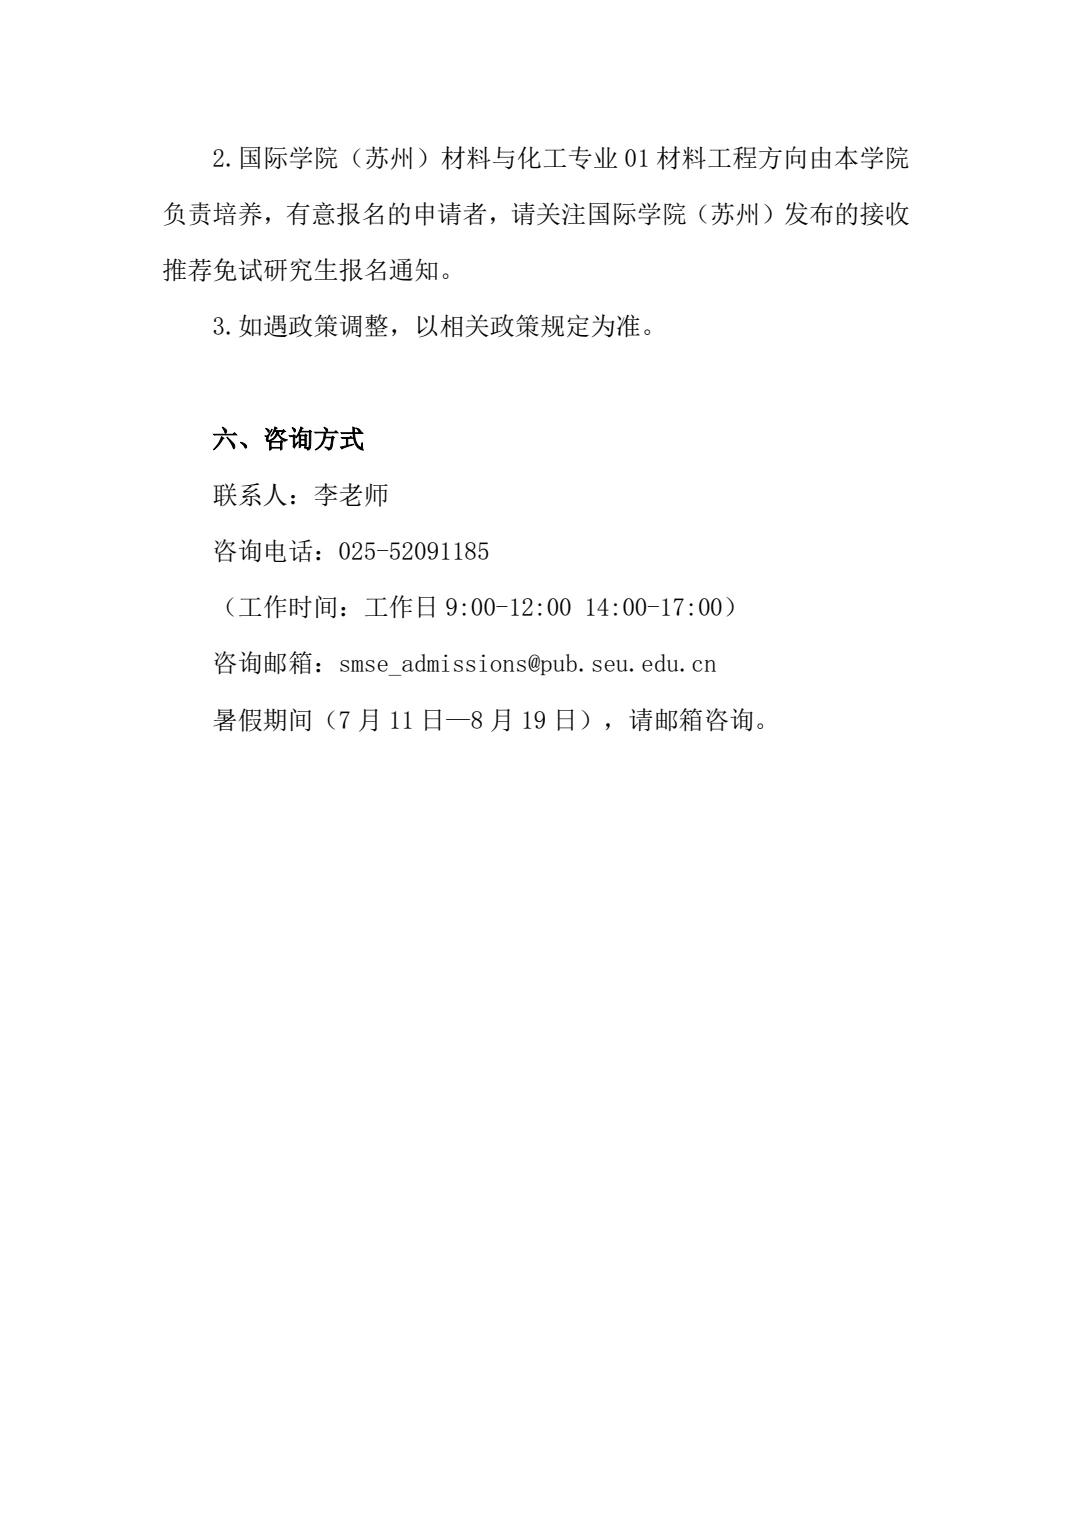 2.国际学院（苏州）材料与化工专业 01 材料工程方向由本学院
负责培养，有意报名的申请者，请关注国际学院（苏州）发布的接收
推荐免试研究生报名通知。
3.如遇政策调整，以相关政策规定为准。
六、咨询方式
联系人：李老师
咨询电话：025-52091185
（工作时间：工作日 9:00-12:00 14:00-17:00）
咨询邮箱：smse_admissions@pub.seu.edu.cn
暑假期间（7 月 11 日—8 月 19 日），请邮箱咨询。